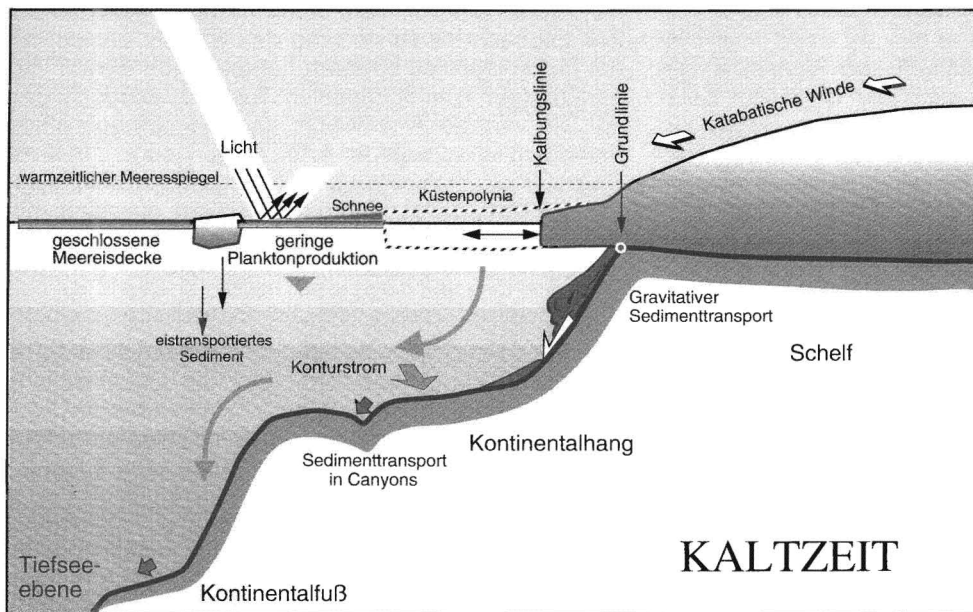 Katabatische Winde
Kalbungslinie
Grundlinie
Licht
warmzeitlicher Meeresspiegel
Küstenpolynia
Schnee
geschlossene
Meereisdecke
geringe
Planktonproduktion
eistransportiertes
Sediment
Gravitativer
Sedimenttransport
Schelf
Konturstrom
Kontinentalhang
Sedimenttransport
in Canyons
KALTZEIT
Tiefsee-
ebene
Kontinentalfuß